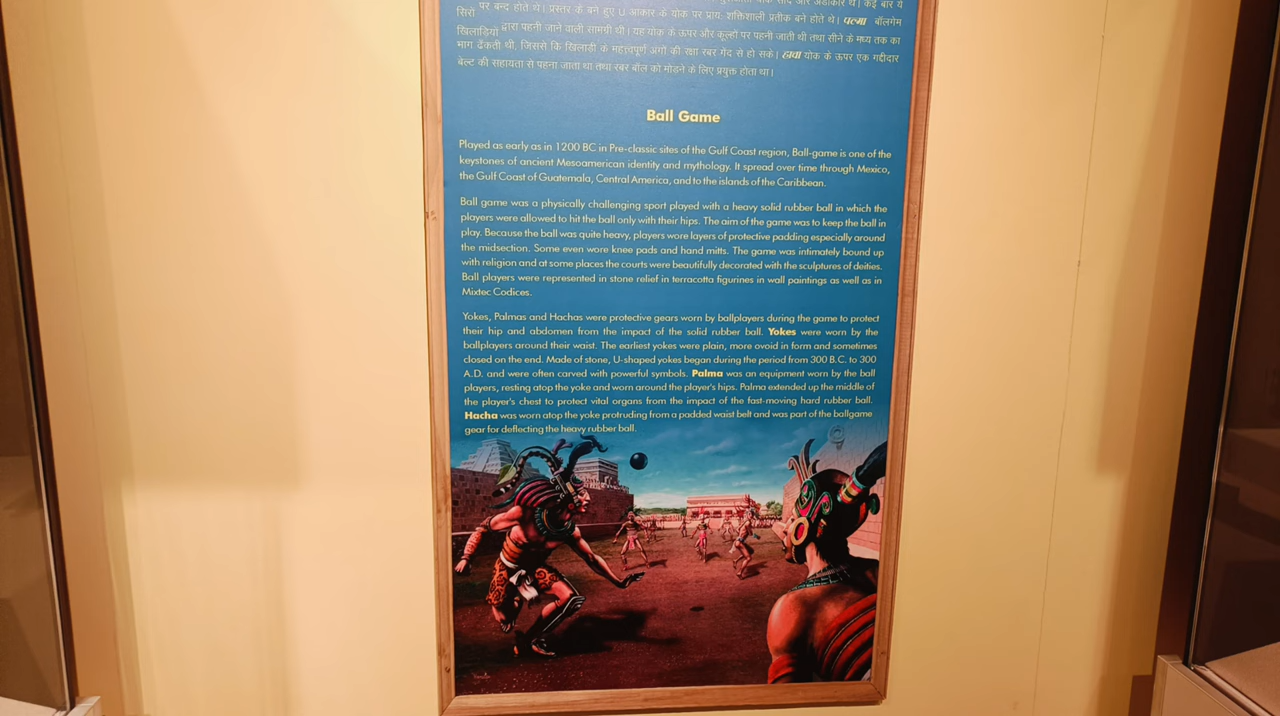 सिरों पर बन्द होते थे। प्रस्तर के बने हुए U आकार के योक पर प्रायः शक्तिशाली प्रतीक बने होते थे। पाल्मा बॉलगेम
खिलाड़ियों द्वारा पहनी जाने वाली सामग्री थी। यह योक के ऊपर और कूल्हों पर पहनी जाती थी तथा सीने के मध्य तक का
भाग ढँकती थी, जिससे कि खिलाड़ी के महत्त्वपूर्ण अंगों की रक्षा रबर गेंद से हो सके। हाचा योक के ऊपर एक गद्दीदार
बेल्ट की सहायता से पहना जाता था तथा रबर बॉल को मोडने के लिए प्रयुक्त होता था।
Ball Game
Played as early as in 1200 BC in Pre-classic sites of the Gulf Coast region, Ball-game is one of the
keystones of ancient Mesoamerican identity and mythology. It spread over time through Mexico,
the Gulf Coast of Guatemala, Central America, and to the islands of the Caribbean.
Ball game was a physically challenging sport played with a heavy solid rubber ball in which the
players were allowed to hit the ball only with their hips. The aim of the game was to keep the ball in
play. Because the ball was quite heavy, players wore layers of protective padding especially around
the midsection. Some even wore knee pads and hand mitts. The game was intimately bound up
with religion and at some places the courts were beautifully decorated with the sculptures of deities.
Ball players were represented in stone relief in terracotta figurines in wall paintings as well as in
Mixtec Codices.
Yokes, Palmas and Hachas were protective gears worn by ballplayers during the game to protect
their hip and abdomen from the impact of the solid rubber ball. Yokes were worn by the
ballplayers around their waist. The earliest yokes were plain, more ovoid in form and sometimes
closed on the end. Made of stone, U-shaped yokes began during the period from 300 B.C. to 300
A.D. and were often carved with powerful symbols. Palma was an equipment worn by the ball
players, resting atop the yoke and worn around the player's hips. Palma extended up the middle of
the player's chest to protect vital organs from the impact of the fast-moving hard rubber ball.
Hacha was worn atop the yoke protruding from a padded waist belt and was part of the ballgame
gear for deflecting the heavy rubber ball.